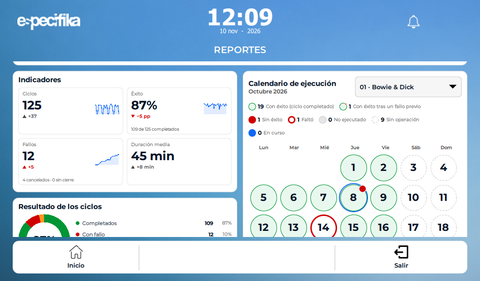 e-specifika
12:09
10 nov - 2026
REPORTES
Indicadores
Ciclos
125
▲ +37
Éxito
87%
▼ -5 pp
109 de 125 completados
Fallos
12
▲ +5
4 cancelados · 0 sin cierre
Duración media
45 min
▲ +8 min
Resultado de los ciclos
Completados 109 87%
Con fallo 12 10%
Calendario de ejecución
Octubre 2026
01 - Bowie & Dick
19 Con éxito (ciclo completado)
1 Con éxito tras un fallo previo
1 Sin éxito
1 Falló
0 No ejecutado
9 Sin operación
0 En curso
Lun Mar Mié Jue Vie Sáb Dom
1 2 3 4
5 6 7 8 9 10 11
12 13 14 15 16 17 18
Inicio
Salir